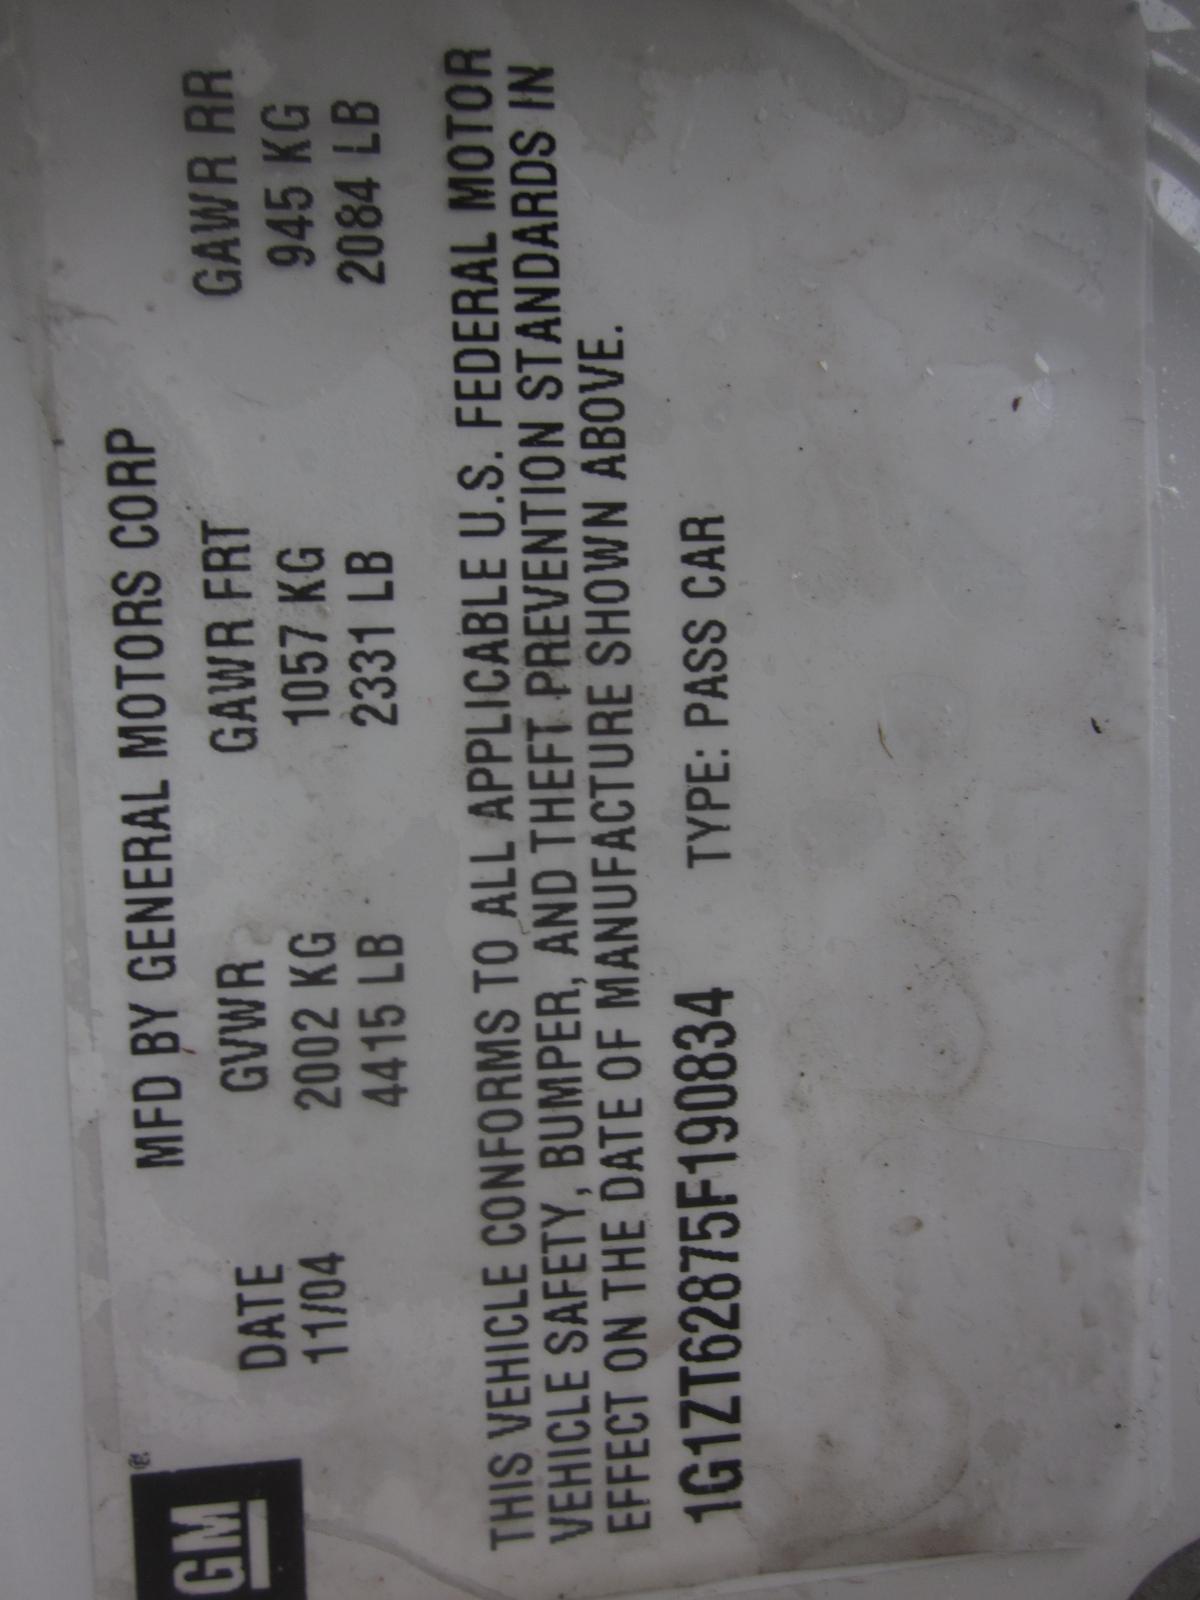 GM®
MFD BY GENERAL MOTORS CORP
DATE GVWR GAWR FRT GAWR RR
11/04 2002 KG 1057 KG 945 KG
4415 LB 2331 LB 2084 LB
THIS VEHICLE CONFORMS TO ALL APPLICABLE U.S. FEDERAL MOTOR
VEHICLE SAFETY, BUMPER, AND THEFT PREVENTION STANDARDS IN
EFFECT ON THE DATE OF MANUFACTURE SHOWN ABOVE.
1G1ZT62875F190834 TYPE: PASS CAR